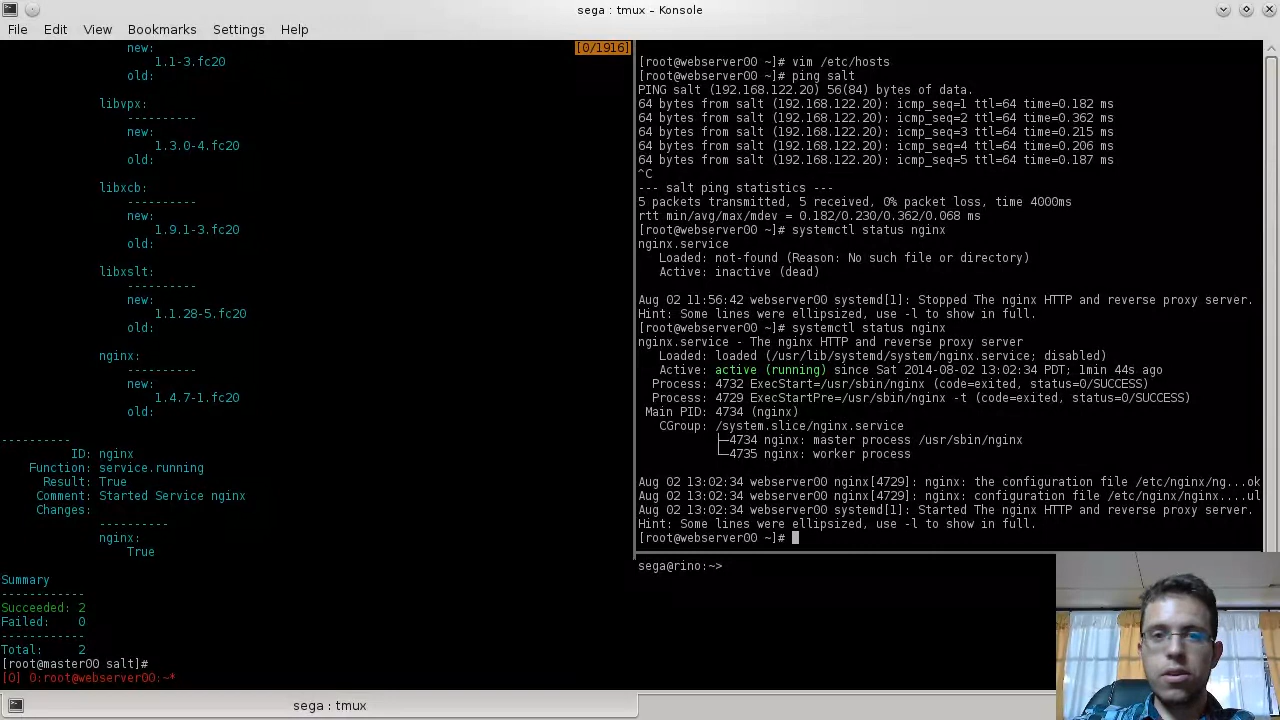 sega : tmux – Konsole
File Edit View Bookmarks Settings Help
new: [0/1916]
1.1-3.fc20
old:
libvpx:
----------
new:
1.3.0-4.fc20
old:
libxcb:
----------
new:
1.9.1-3.fc20
old:
libxslt:
----------
new:
1.1.28-5.fc20
old:
nginx:
----------
new:
1.4.7-1.fc20
old:
----------
ID: nginx
Function: service.running
Result: True
Comment: Started Service nginx
Changes:
----------
nginx:
True
Summary
------------
Succeeded: 2
Failed: 0
------------
Total: 2
[root@master00 salt]#
[0] 0:root@webserver00:~*
[root@webserver00 ~]# vim /etc/hosts
[root@webserver00 ~]# ping salt
PING salt (192.168.122.20) 56(84) bytes of data.
64 bytes from salt (192.168.122.20): icmp_seq=1 ttl=64 time=0.182 ms
64 bytes from salt (192.168.122.20): icmp_seq=2 ttl=64 time=0.362 ms
64 bytes from salt (192.168.122.20): icmp_seq=3 ttl=64 time=0.215 ms
64 bytes from salt (192.168.122.20): icmp_seq=4 ttl=64 time=0.206 ms
64 bytes from salt (192.168.122.20): icmp_seq=5 ttl=64 time=0.187 ms
^C
--- salt ping statistics ---
5 packets transmitted, 5 received, 0% packet loss, time 4000ms
rtt min/avg/max/mdev = 0.182/0.230/0.362/0.068 ms
[root@webserver00 ~]# systemctl status nginx
nginx.service
Loaded: not-found (Reason: No such file or directory)
Active: inactive (dead)
Aug 02 11:56:42 webserver00 systemd[1]: Stopped The nginx HTTP and reverse proxy server.
Hint: Some lines were ellipsized, use -l to show in full.
[root@webserver00 ~]# systemctl status nginx
nginx.service - The nginx HTTP and reverse proxy server
Loaded: loaded (/usr/lib/systemd/system/nginx.service; disabled)
Active: active (running) since Sat 2014-08-02 13:02:34 PDT; 1min 44s ago
Process: 4732 ExecStart=/usr/sbin/nginx (code=exited, status=0/SUCCESS)
Process: 4729 ExecStartPre=/usr/sbin/nginx -t (code=exited, status=0/SUCCESS)
Main PID: 4734 (nginx)
CGroup: /system.slice/nginx.service
├─4734 nginx: master process /usr/sbin/nginx
└─4735 nginx: worker process
Aug 02 13:02:34 webserver00 nginx[4729]: nginx: the configuration file /etc/nginx/ng...ok
Aug 02 13:02:34 webserver00 nginx[4729]: nginx: configuration file /etc/nginx/nginx....ul
Aug 02 13:02:34 webserver00 systemd[1]: Started The nginx HTTP and reverse proxy server.
Hint: Some lines were ellipsized, use -l to show in full.
[root@webserver00 ~]#
sega@rino:~>
sega : tmux